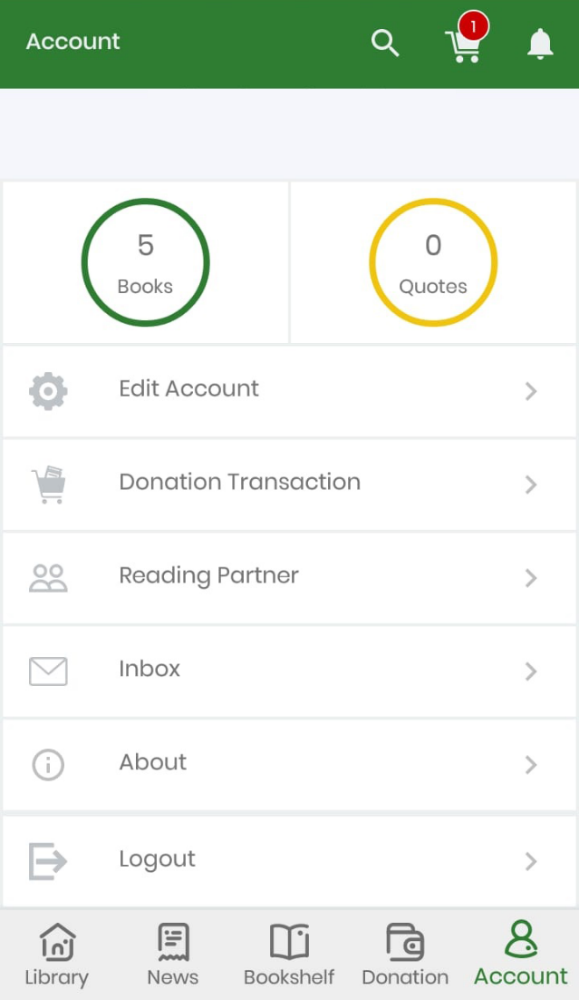 Account
1
5
Books
0
Quotes
Edit Account
Donation Transaction
Reading Partner
Inbox
About
Logout
Library
News
Bookshelf
Donation
Account